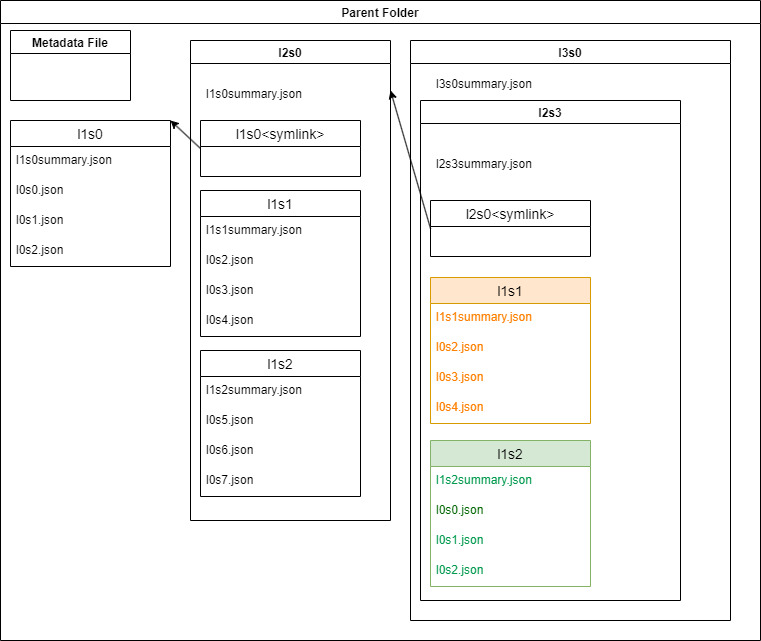 Parent Folder
Metadata File
l1s0
l1s0summary.json
l0s0.json
l0s1.json
l0s2.json
l2s0
l1s0summary.json
l1s0<symlink>
l1s1
l1s1summary.json
l0s2.json
l0s3.json
l0s4.json
l1s2
l1s2summary.json
l0s5.json
l0s6.json
l0s7.json
l3s0
l3s0summary.json
l2s3
l2s3summary.json
l2s0<symlink>
l1s1
l1s1summary.json
l0s2.json
l0s3.json
l0s4.json
l1s2
l1s2summary.json
l0s0.json
l0s1.json
l0s2.json